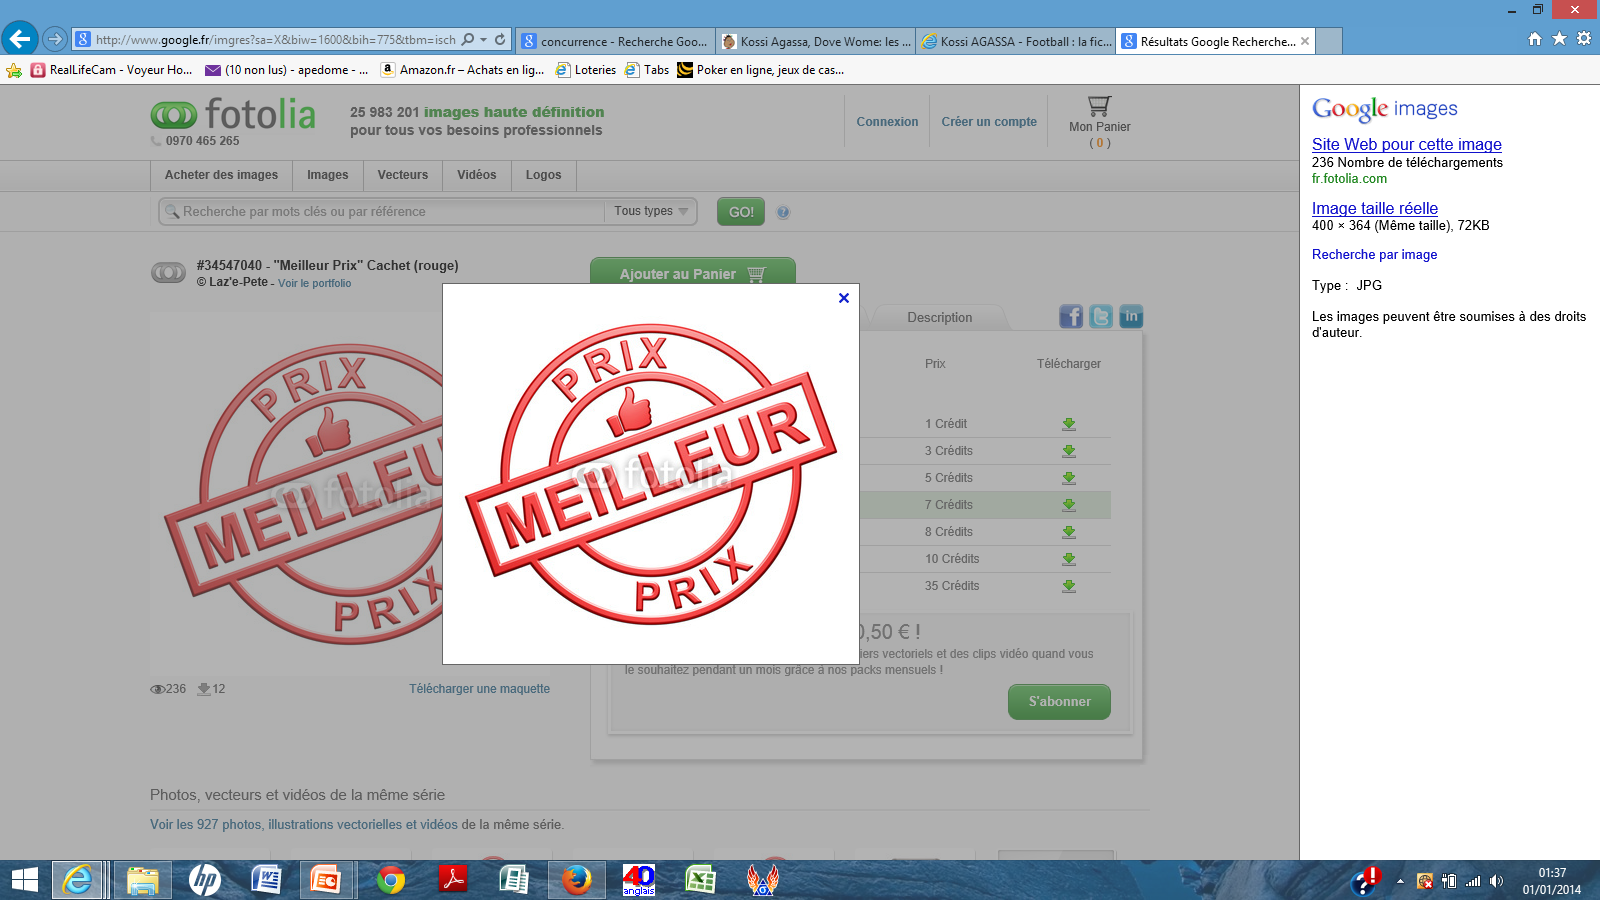 http://www.google.fr/imgres?sa=X&biw=1600&bih=775&tbm=isch
concurrence - Recherche Goo...
Kossi Agassa, Dove Wome: les ...
Kossi AGASSA - Football : la fic...
Résultats Google Recherche...
RealLifeCam - Voyeur Ho...
(10 non lus) - apedome - ...
Amazon.fr – Achats en lig...
Loteries
Tabs
Poker en ligne, jeux de cas...
fotolia
0970 465 265
25 983 201 images haute définition
pour tous vos besoins professionnels
Connexion
Créer un compte
Mon Panier
( 0 )
Acheter des images
Images
Vecteurs
Vidéos
Logos
Recherche par mots clés ou par référence
Tous types
GO!
?
#34547040 - "Meilleur Prix" Cachet (rouge)
© Laz'e-Pete - Voir le portfolio
Ajouter au Panier
Description
Prix
Télécharger
1 Crédit
3 Crédits
5 Crédits
7 Crédits
8 Crédits
10 Crédits
35 Crédits
0,50 € !
iers vectoriels et des clips vidéo quand vous
le souhaitez pendant un mois grâce à nos packs mensuels !
S'abonner
PRIX
MEILLEU
fotolia
PRIX
PRIX
MEILLEUR
fotolia
PRIX
236
12
Télécharger une maquette
Photos, vecteurs et vidéos de la même série
Voir les 927 photos, illustrations vectorielles et vidéos de la même série.
Google images
Site Web pour cette image
236 Nombre de téléchargements
fr.fotolia.com
Image taille réelle
400 × 364 (Même taille), 72KB
Recherche par image
Type : JPG
Les images peuvent être soumises à des droits
d'auteur.
40
anglais
01:37
01/01/2014